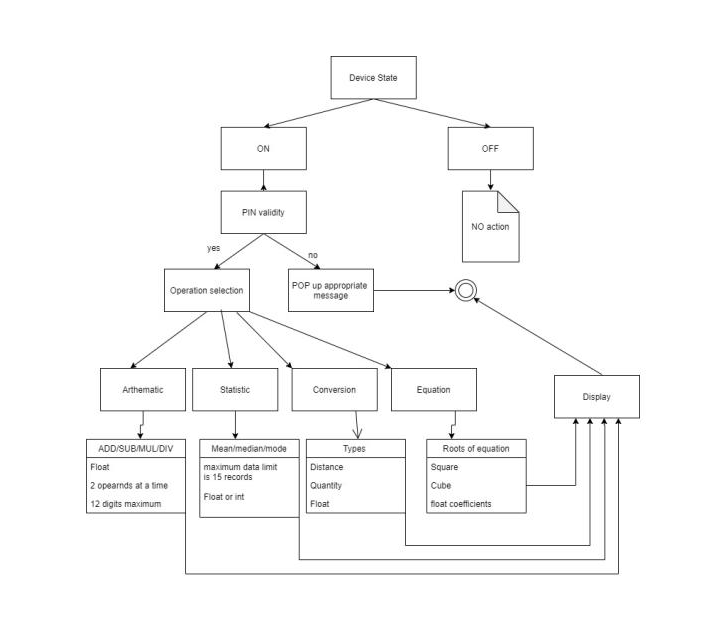 Device State
ON
OFF
PIN validity
NO action
yes
no
Operation selection
POP up appropriate
message
Arthematic
Statistic
Conversion
Equation
Display
ADD/SUB/MUL/DIV
Float
2 opearnds at a time
12 digits maximum
Mean/median/mode
maximum data limit
is 15 records
Float or int
Types
Distance
Quantity
Float
Roots of equation
Square
Cube
float coefficients